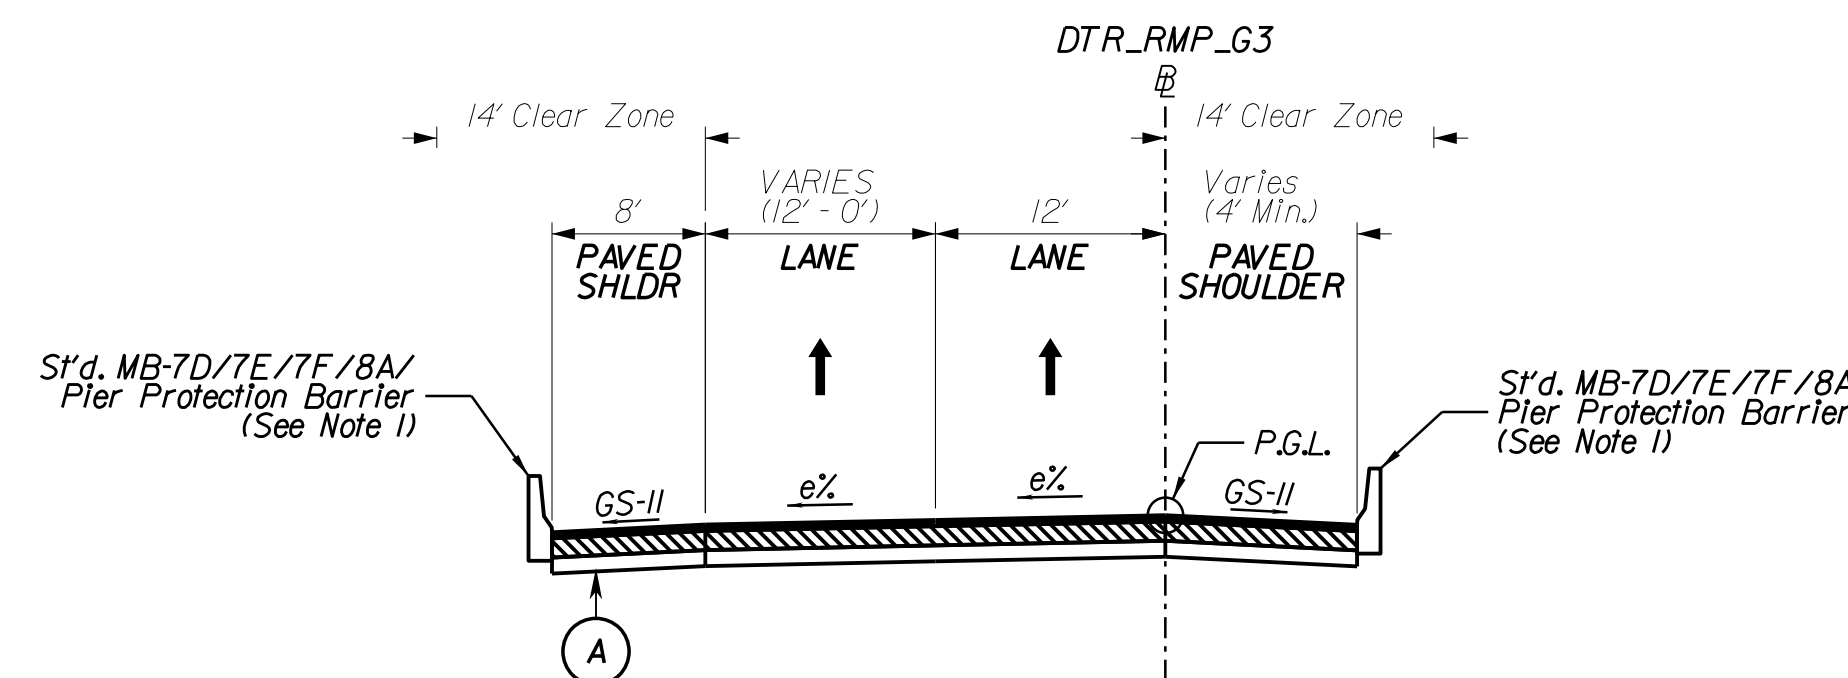 DTR_RMP_G3
14' Clear Zone
14' Clear Zone
8'
VARIES
(12' - 0')
12'
Varies
(4' Min.)
PAVED
SHLDR
LANE
LANE
PAVED
SHOULDER
St'd. MB-7D/7E/7F/8A/
Pier Protection Barrier
(See Note 1)
St'd. MB-7D/7E/7F/8A
Pier Protection Barrier
(See Note 1)
P.G.L.
GS-11
e%
e%
GS-11
A